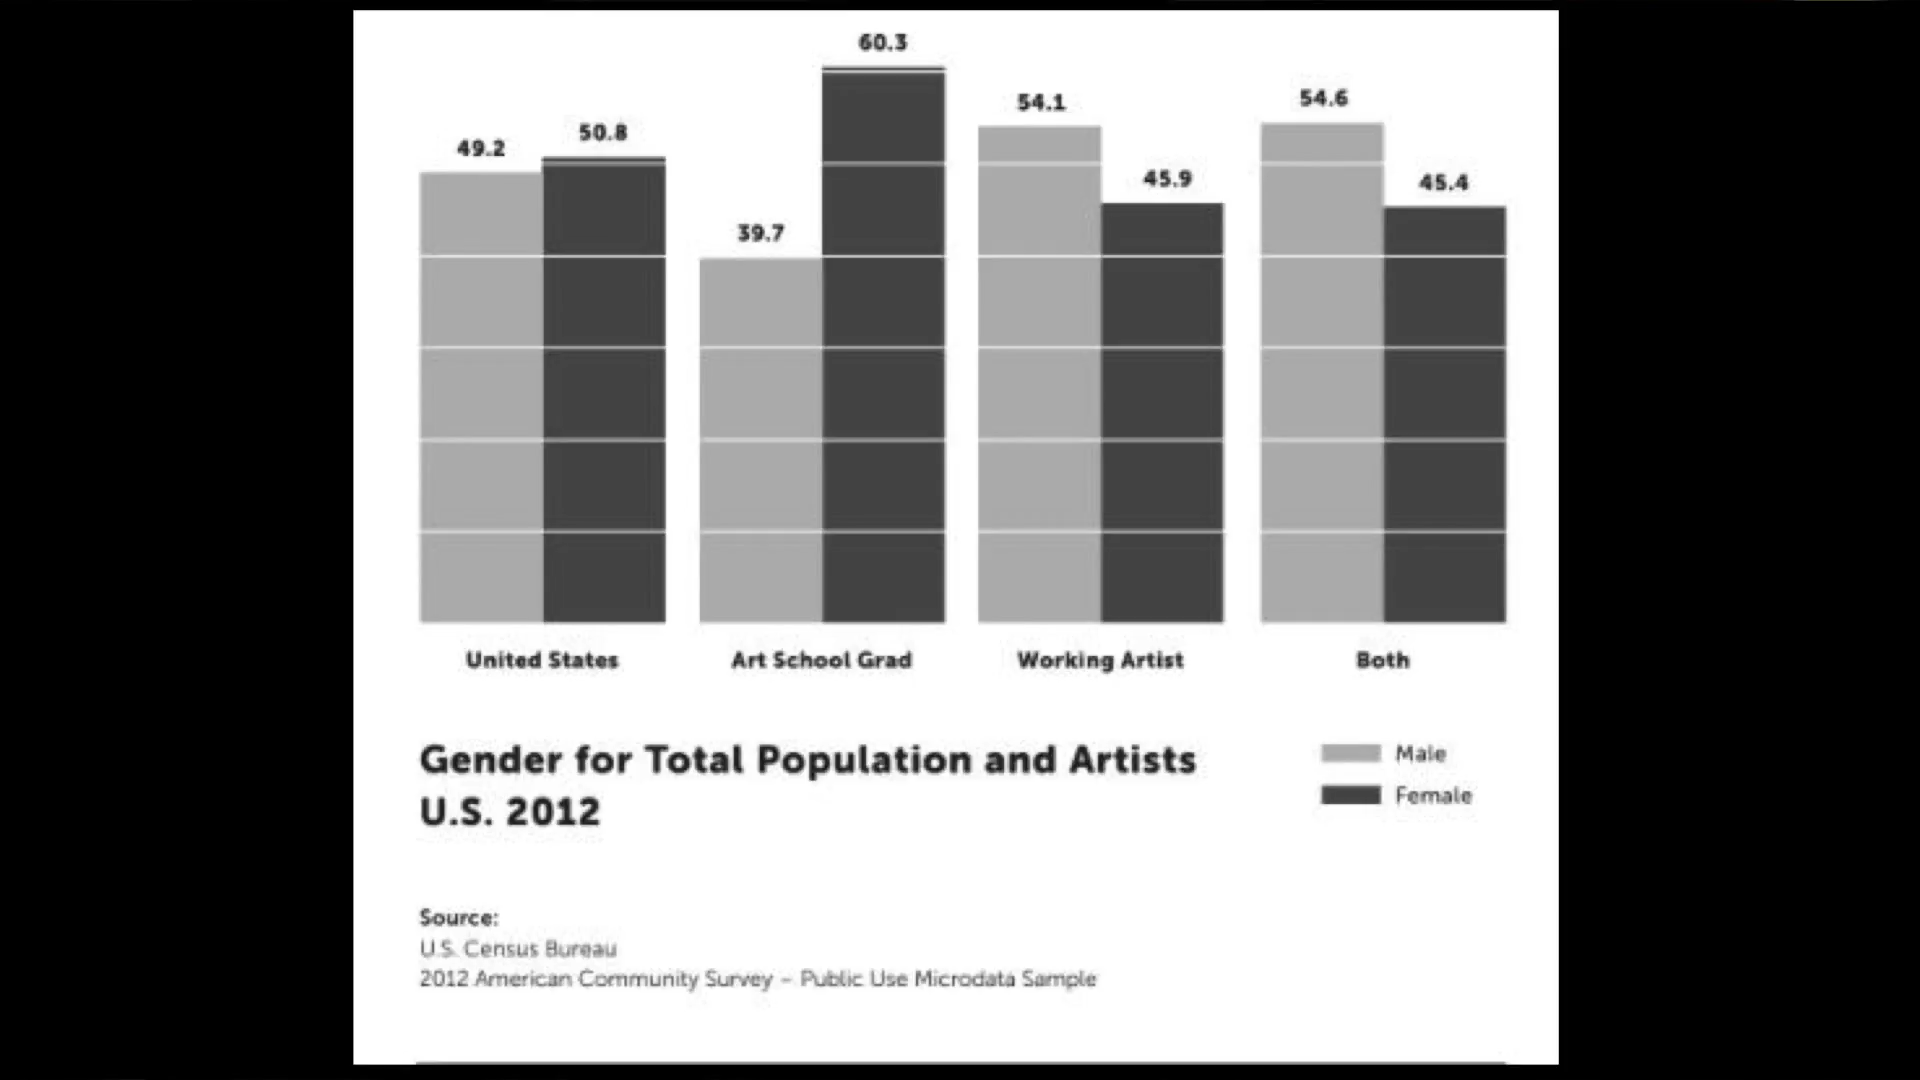 60.3
54.1
54.6
50.8
49.2
45.9
45.4
39.7
United States
Art School Grad
Working Artist
Both
Gender for Total Population and Artists
U.S. 2012
Male
Female
Source:
U.S. Census Bureau
2012 American Community Survey – Public Use Microdata Sample